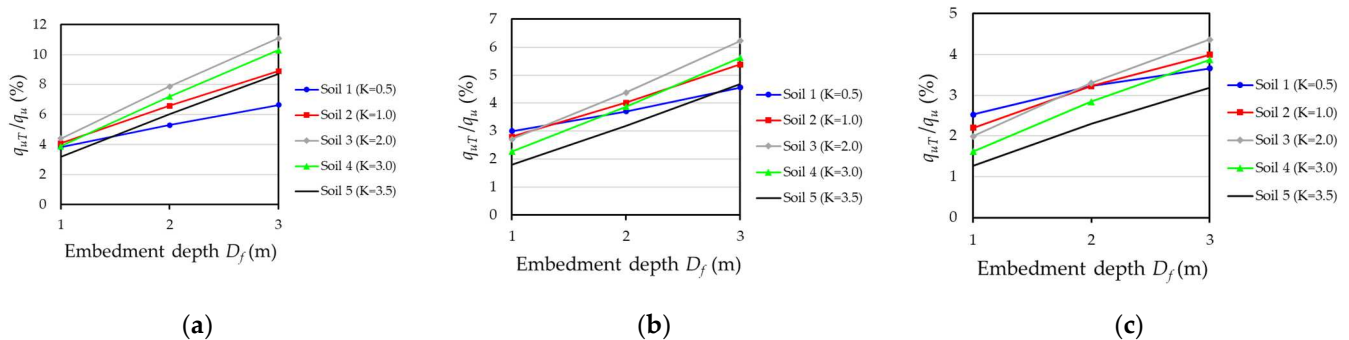 12
10
8
6
4
2
0
q_uT/q_u (%)
1 2 3
Embedment depth D_f (m)
Soil 1 (K=0.5)
Soil 2 (K=1.0)
Soil 3 (K=2.0)
Soil 4 (K=3.0)
Soil 5 (K=3.5)
(a)
7
6
5
4
3
2
1
0
q_uT/q_u (%)
1 2 3
Embedment depth D_f (m)
Soil 1 (K=0.5)
Soil 2 (K=1.0)
Soil 3 (K=2.0)
Soil 4 (K=3.0)
Soil 5 (K=3.5)
(b)
5
4
3
2
1
0
q_uT/q_u (%)
1 2 3
Embedment depth D_f (m)
Soil 1 (K=0.5)
Soil 2 (K=1.0)
Soil 3 (K=2.0)
Soil 4 (K=3.0)
Soil 5 (K=3.5)
(c)